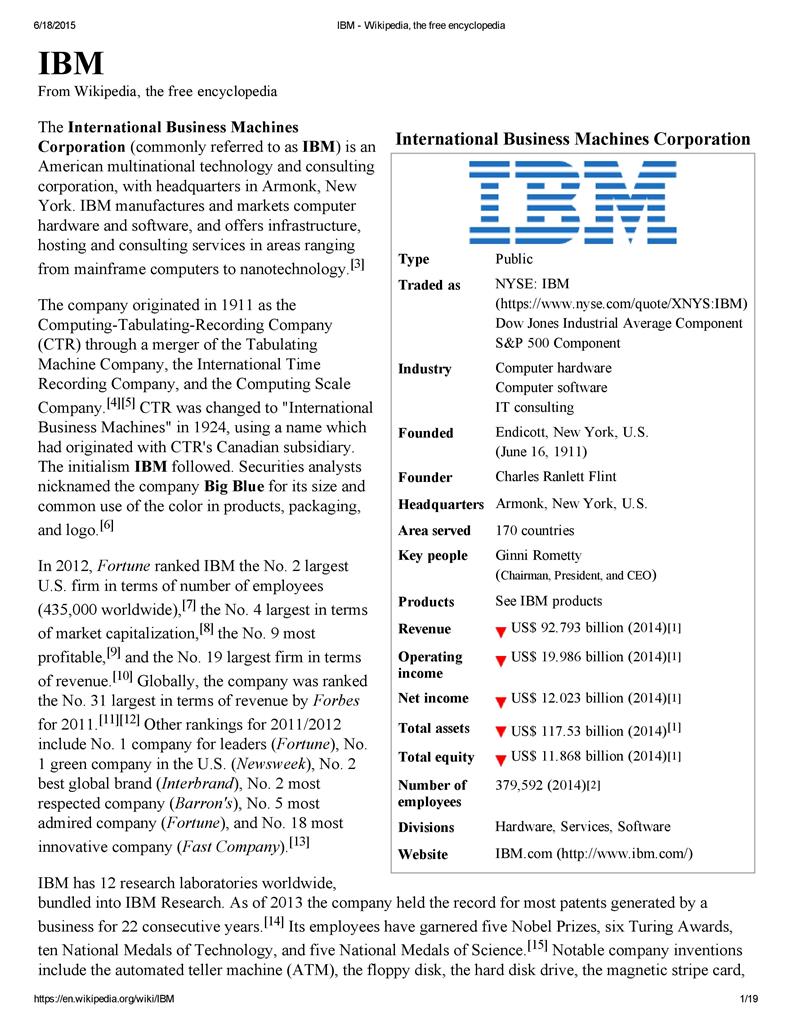 6/18/2015
IBM - Wikipedia, the free encyclopedia
IBM
From Wikipedia, the free encyclopedia
The International Business Machines
Corporation (commonly referred to as IBM) is an
American multinational technology and consulting
corporation, with headquarters in Armonk, New
York. IBM manufactures and markets computer
hardware and software, and offers infrastructure,
hosting and consulting services in areas ranging
from mainframe computers to nanotechnology.[3]
The company originated in 1911 as the
Computing-Tabulating-Recording Company
(CTR) through a merger of the Tabulating
Machine Company, the International Time
Recording Company, and the Computing Scale
Company.[4][5] CTR was changed to "International
Business Machines" in 1924, using a name which
had originated with CTR's Canadian subsidiary.
The initialism IBM followed. Securities analysts
nicknamed the company Big Blue for its size and
common use of the color in products, packaging,
and logo.[6]
In 2012, Fortune ranked IBM the No. 2 largest
U.S. firm in terms of number of employees
(435,000 worldwide),[7] the No. 4 largest in terms
of market capitalization,[8] the No. 9 most
profitable,[9] and the No. 19 largest firm in terms
of revenue.[10] Globally, the company was ranked
the No. 31 largest in terms of revenue by Forbes
for 2011.[11][12] Other rankings for 2011/2012
include No. 1 company for leaders (Fortune), No.
1 green company in the U.S. (Newsweek), No. 2
best global brand (Interbrand), No. 2 most
respected company (Barron's), No. 5 most
admired company (Fortune), and No. 18 most
innovative company (Fast Company).[13]
International Business Machines Corporation
IBM
Type Public
Traded as NYSE: IBM
(https://www.nyse.com/quote/XNYS:IBM)
Dow Jones Industrial Average Component
S&P 500 Component
Industry Computer hardware
Computer software
IT consulting
Founded Endicott, New York, U.S.
(June 16, 1911)
Founder Charles Ranlett Flint
Headquarters Armonk, New York, U.S.
Area served 170 countries
Key people Ginni Rometty
(Chairman, President, and CEO)
Products See IBM products
Revenue ▼ US$ 92.793 billion (2014)[1]
Operating ▼ US$ 19.986 billion (2014)[1]
income
Net income ▼ US$ 12.023 billion (2014)[1]
Total assets ▼ US$ 117.53 billion (2014)[1]
Total equity ▼ US$ 11.868 billion (2014)[1]
Number of 379,592 (2014)[2]
employees
Divisions Hardware, Services, Software
Website IBM.com (http://www.ibm.com/)
IBM has 12 research laboratories worldwide,
bundled into IBM Research. As of 2013 the company held the record for most patents generated by a
business for 22 consecutive years.[14] Its employees have garnered five Nobel Prizes, six Turing Awards,
ten National Medals of Technology, and five National Medals of Science.[15] Notable company inventions
include the automated teller machine (ATM), the floppy disk, the hard disk drive, the magnetic stripe card,
https://en.wikipedia.org/wiki/IBM
1/19